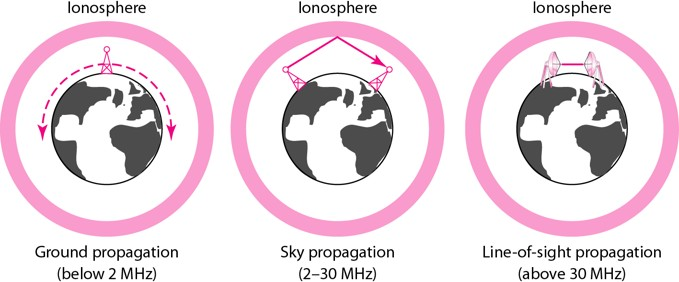 Ionosphere
Ionosphere
Ionosphere
Ground propagation
(below 2 MHz)
Sky propagation
(2–30 MHz)
Line-of-sight propagation
(above 30 MHz)